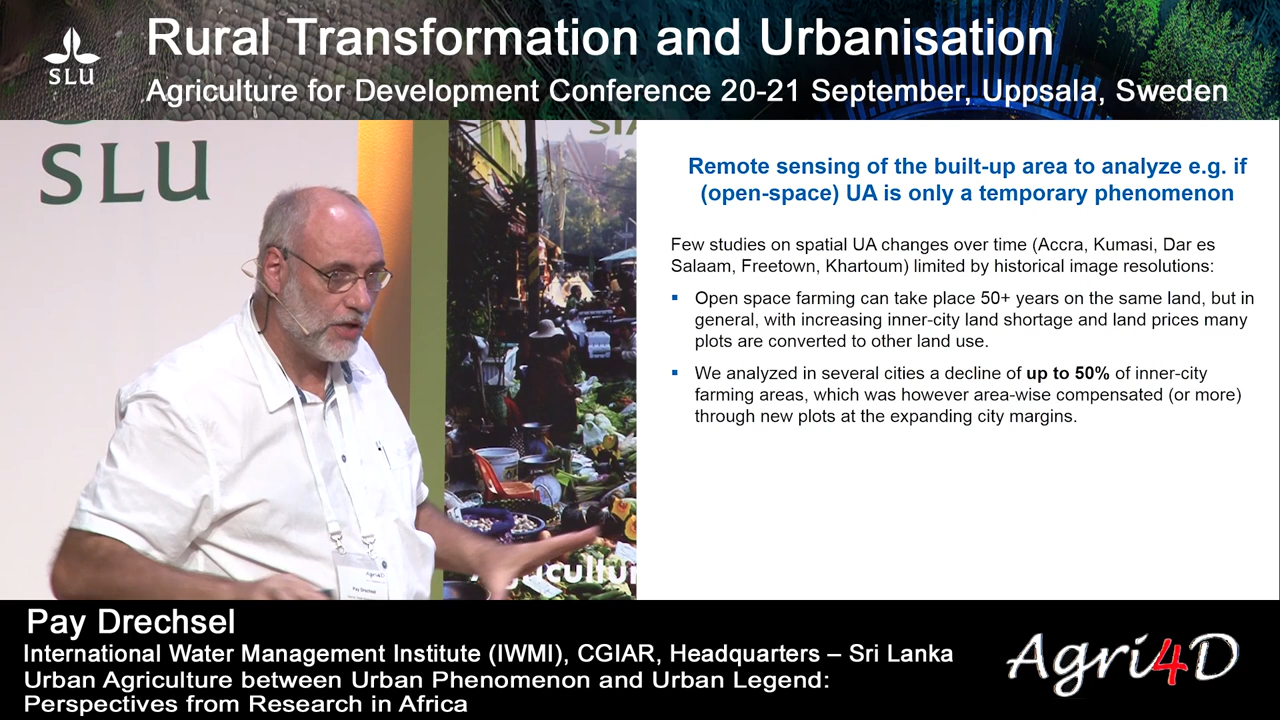 SLU
Rural Transformation and Urbanisation
Agriculture for Development Conference 20-21 September, Uppsala, Sweden
SLU
Remote sensing of the built-up area to analyze e.g. if
(open-space) UA is only a temporary phenomenon
Few studies on spatial UA changes over time (Accra, Kumasi, Dar es
Salaam, Freetown, Khartoum) limited by historical image resolutions:
▪ Open space farming can take place 50+ years on the same land, but in
general, with increasing inner-city land shortage and land prices many
plots are converted to other land use.
▪ We analyzed in several cities a decline of up to 50% of inner-city
farming areas, which was however area-wise compensated (or more)
through new plots at the expanding city margins.
Agri4D
Pay Drechsel
Pay Drechsel
International Water Management Institute (IWMI), CGIAR, Headquarters – Sri Lanka
Urban Agriculture between Urban Phenomenon and Urban Legend:
Perspectives from Research in Africa
Agri4D